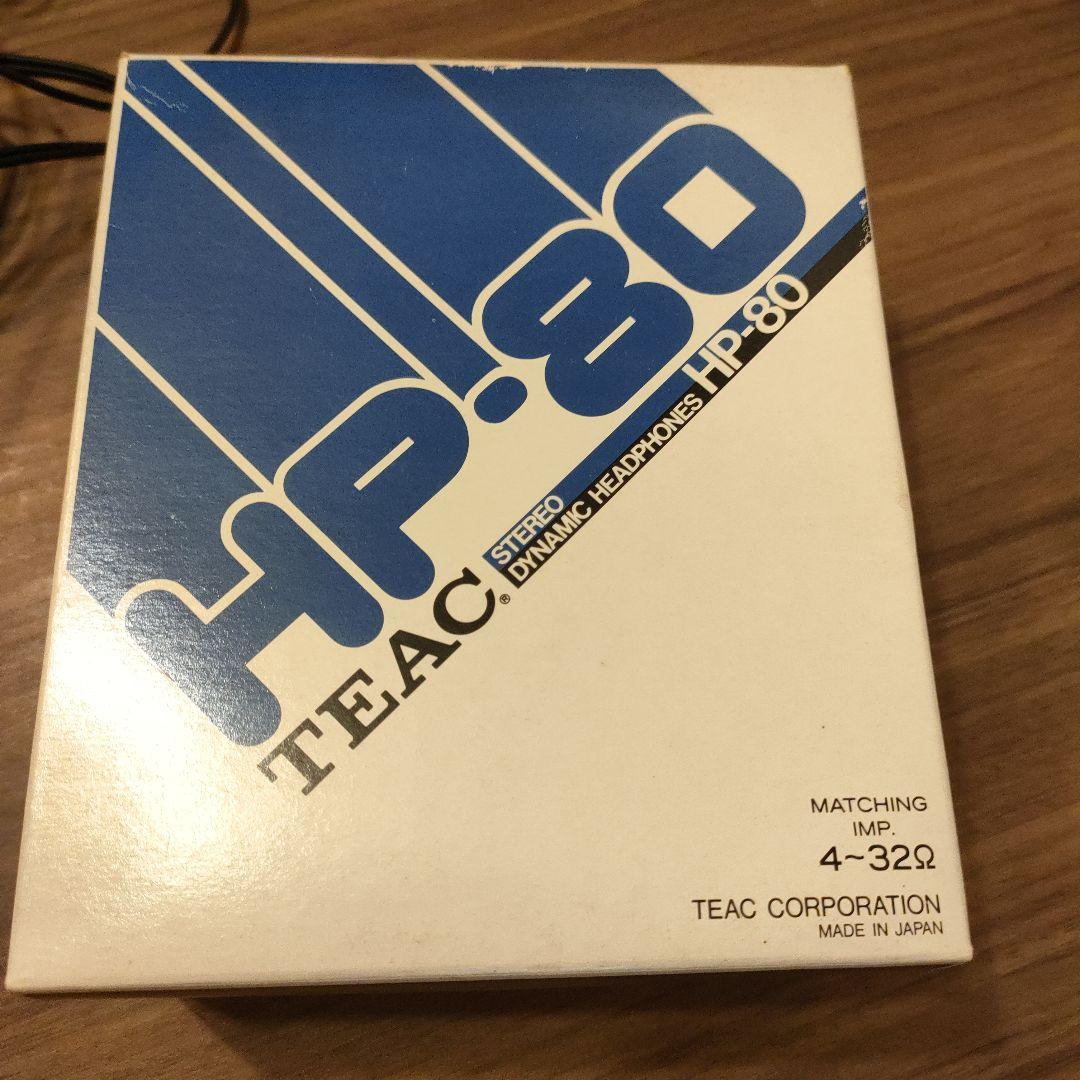 HP-80
TEAC®
STEREO
DYNAMIC HEADPHONES HP-80
MATCHING
IMP.
4~32Ω
TEAC CORPORATION
MADE IN JAPAN